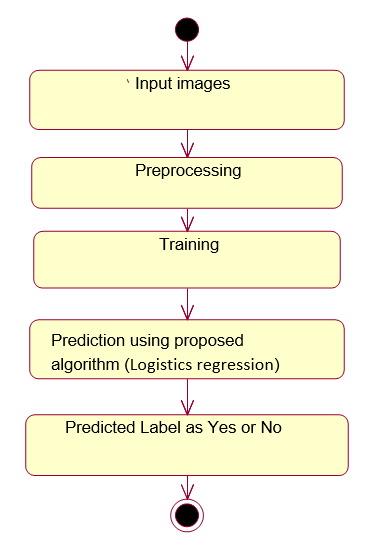 ` Input images
Preprocessing
Training
Prediction using proposed
algorithm (Logistics regression)
Predicted Label as Yes or No